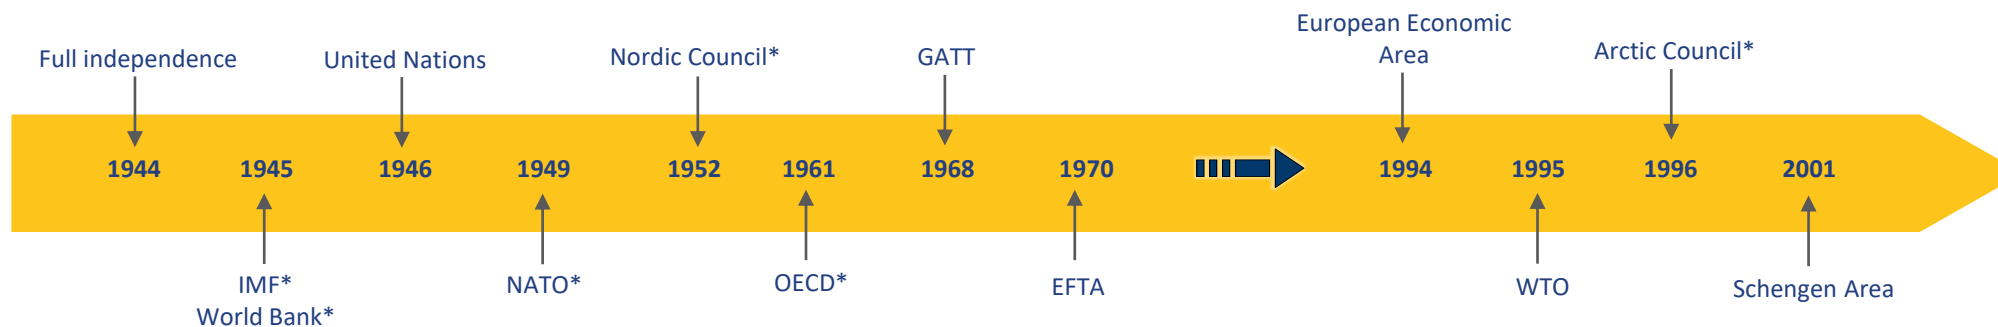 European Economic
Area
Full independence
United Nations
Nordic Council*
GATT
Arctic Council*
1944
1945
1946
1949
1952
1961
1968
1970
1994
1995
1996
2001
IMF*
World Bank*
NATO*
OECD*
EFTA
WTO
Schengen Area